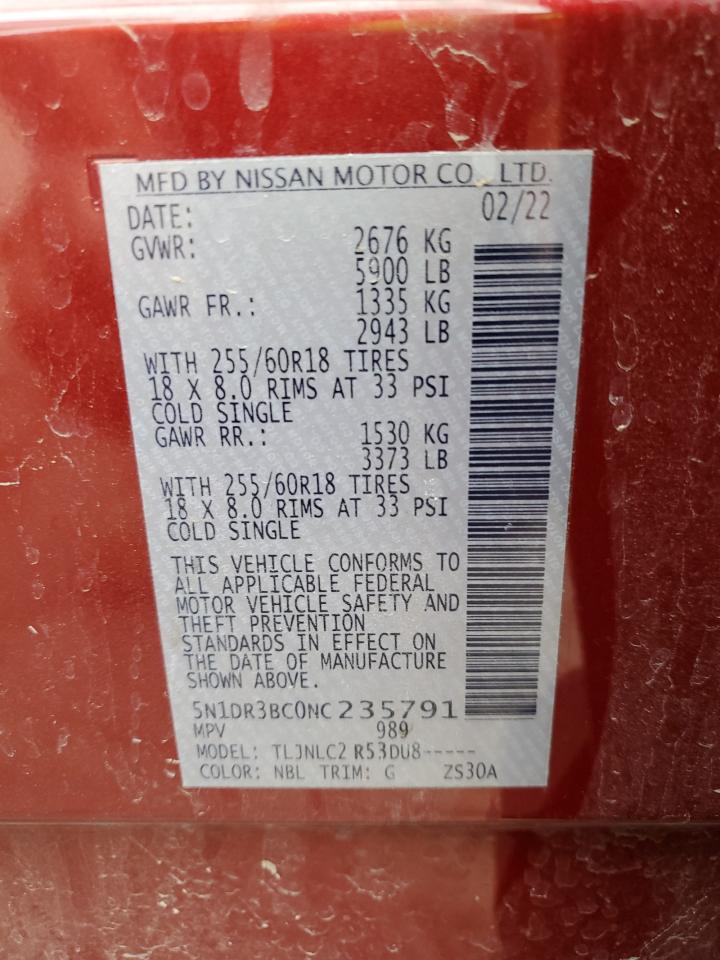 MFD BY NISSAN MOTOR CO., LTD.
DATE: 02/22
GVWR: 2676 KG
5900 LB
GAWR FR.: 1335 KG
2943 LB
WITH 255/60R18 TIRES
18 X 8.0 RIMS AT 33 PSI
COLD SINGLE
GAWR RR.: 1530 KG
3373 LB
WITH 255/60R18 TIRES
18 X 8.0 RIMS AT 33 PSI
COLD SINGLE
THIS VEHICLE CONFORMS TO
ALL APPLICABLE FEDERAL
MOTOR VEHICLE SAFETY AND
THEFT PREVENTION
STANDARDS IN EFFECT ON
THE DATE OF MANUFACTURE
SHOWN ABOVE.
5N1DR3BC0NC235791
MPV 989
MODEL: TLJNLC2 R53DU8-----
COLOR: NBL TRIM: G ZS30A